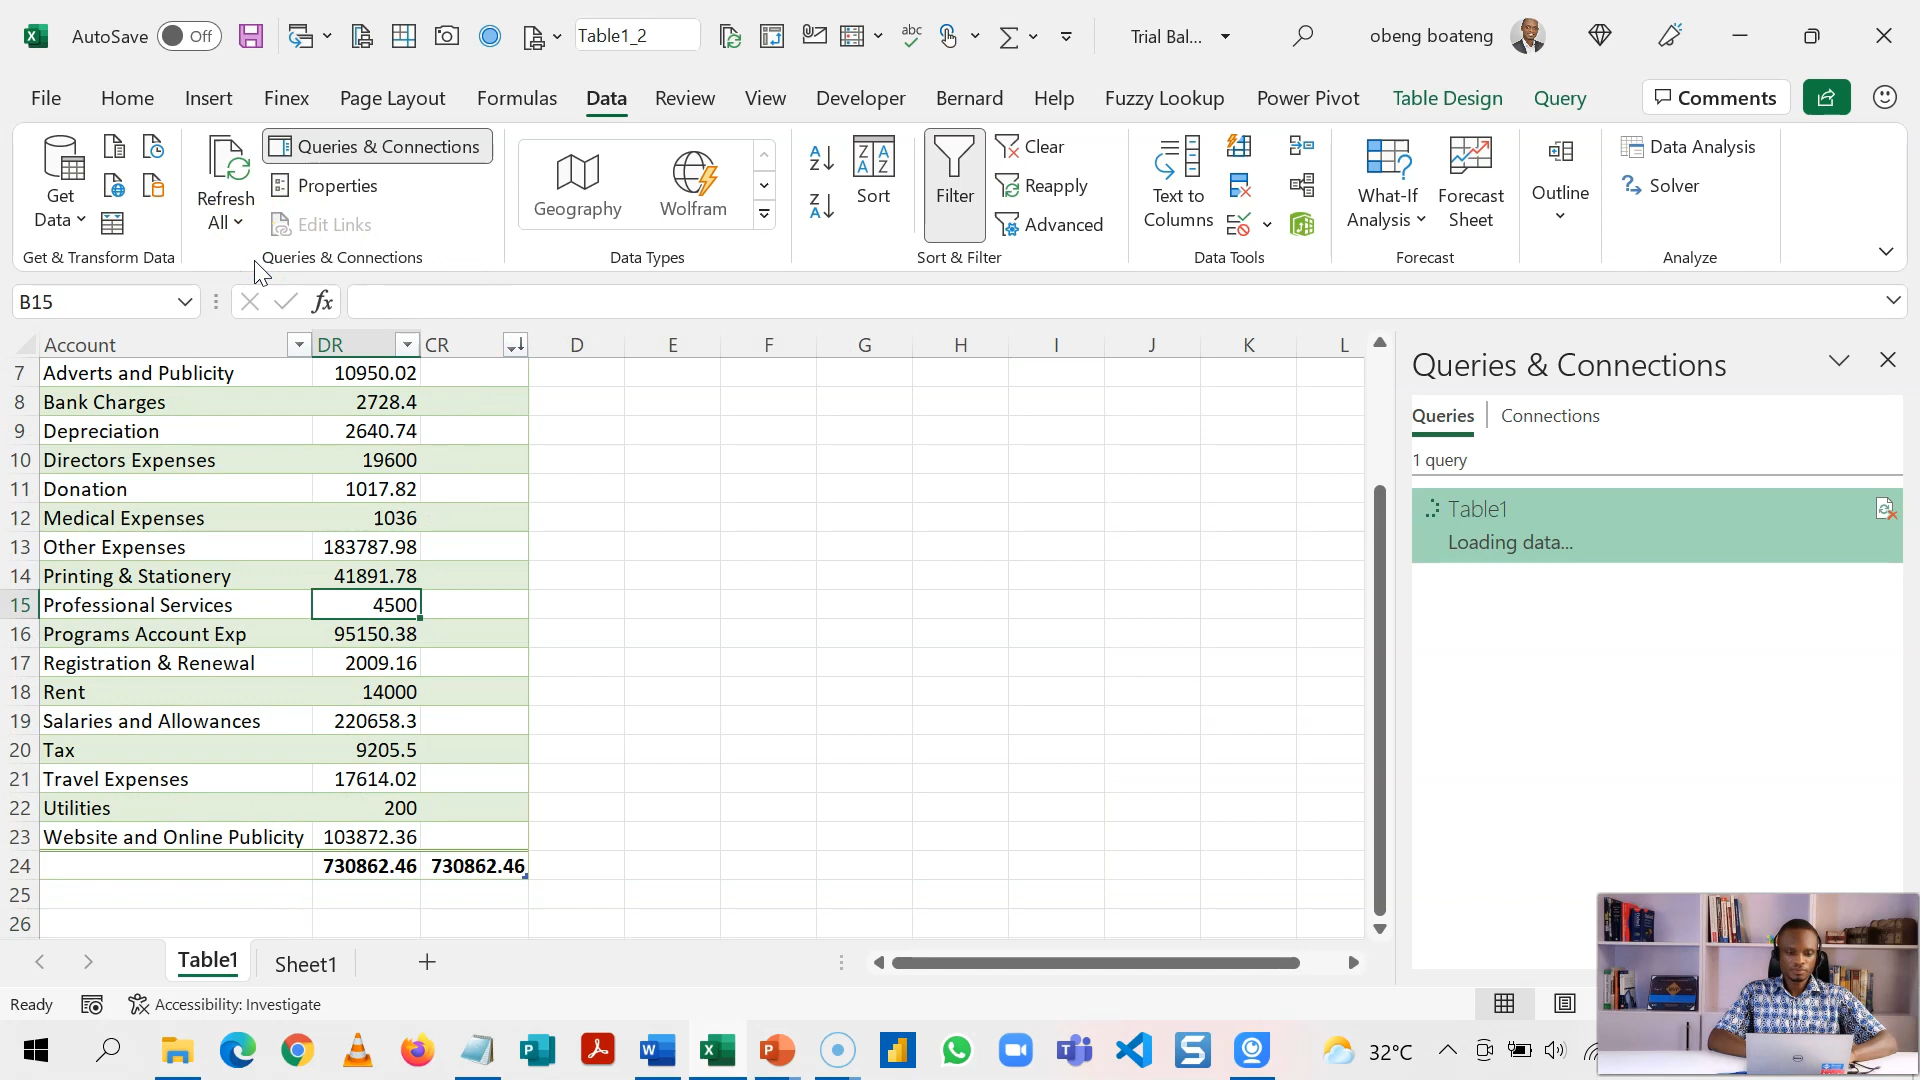 AutoSave Off Table1_2 abc Trial Bal... obeng boateng
File Home Insert Finex Page Layout Formulas Data Review View Developer Bernard Help Fuzzy Lookup Power Pivot Table Design Query Comments
Get Data
Refresh All
Queries & Connections
Properties
Edit Links
Geography
Wolfram
Sort
Filter
Clear
Reapply
Advanced
Text to Columns
What-If Analysis
Forecast Sheet
Outline
Data Analysis
Solver
Get & Transform Data Queries & Connections Data Types Sort & Filter Data Tools Forecast Analyze
B15 fx
Account DR CR D E F G H I J K L
7 Adverts and Publicity 10950.02
8 Bank Charges 2728.4
9 Depreciation 2640.74
10 Directors Expenses 19600
11 Donation 1017.82
12 Medical Expenses 1036
13 Other Expenses 183787.98
14 Printing & Stationery 41891.78
15 Professional Services 4500
16 Programs Account Exp 95150.38
17 Registration & Renewal 2009.16
18 Rent 14000
19 Salaries and Allowances 220658.3
20 Tax 9205.5
21 Travel Expenses 17614.02
22 Utilities 200
23 Website and Online Publicity 103872.36
24 730862.46 730862.46
25
26
Queries & Connections
Queries Connections
1 query
Table1
Loading data...
Table1 Sheet1
Ready Accessibility: Investigate
32°C